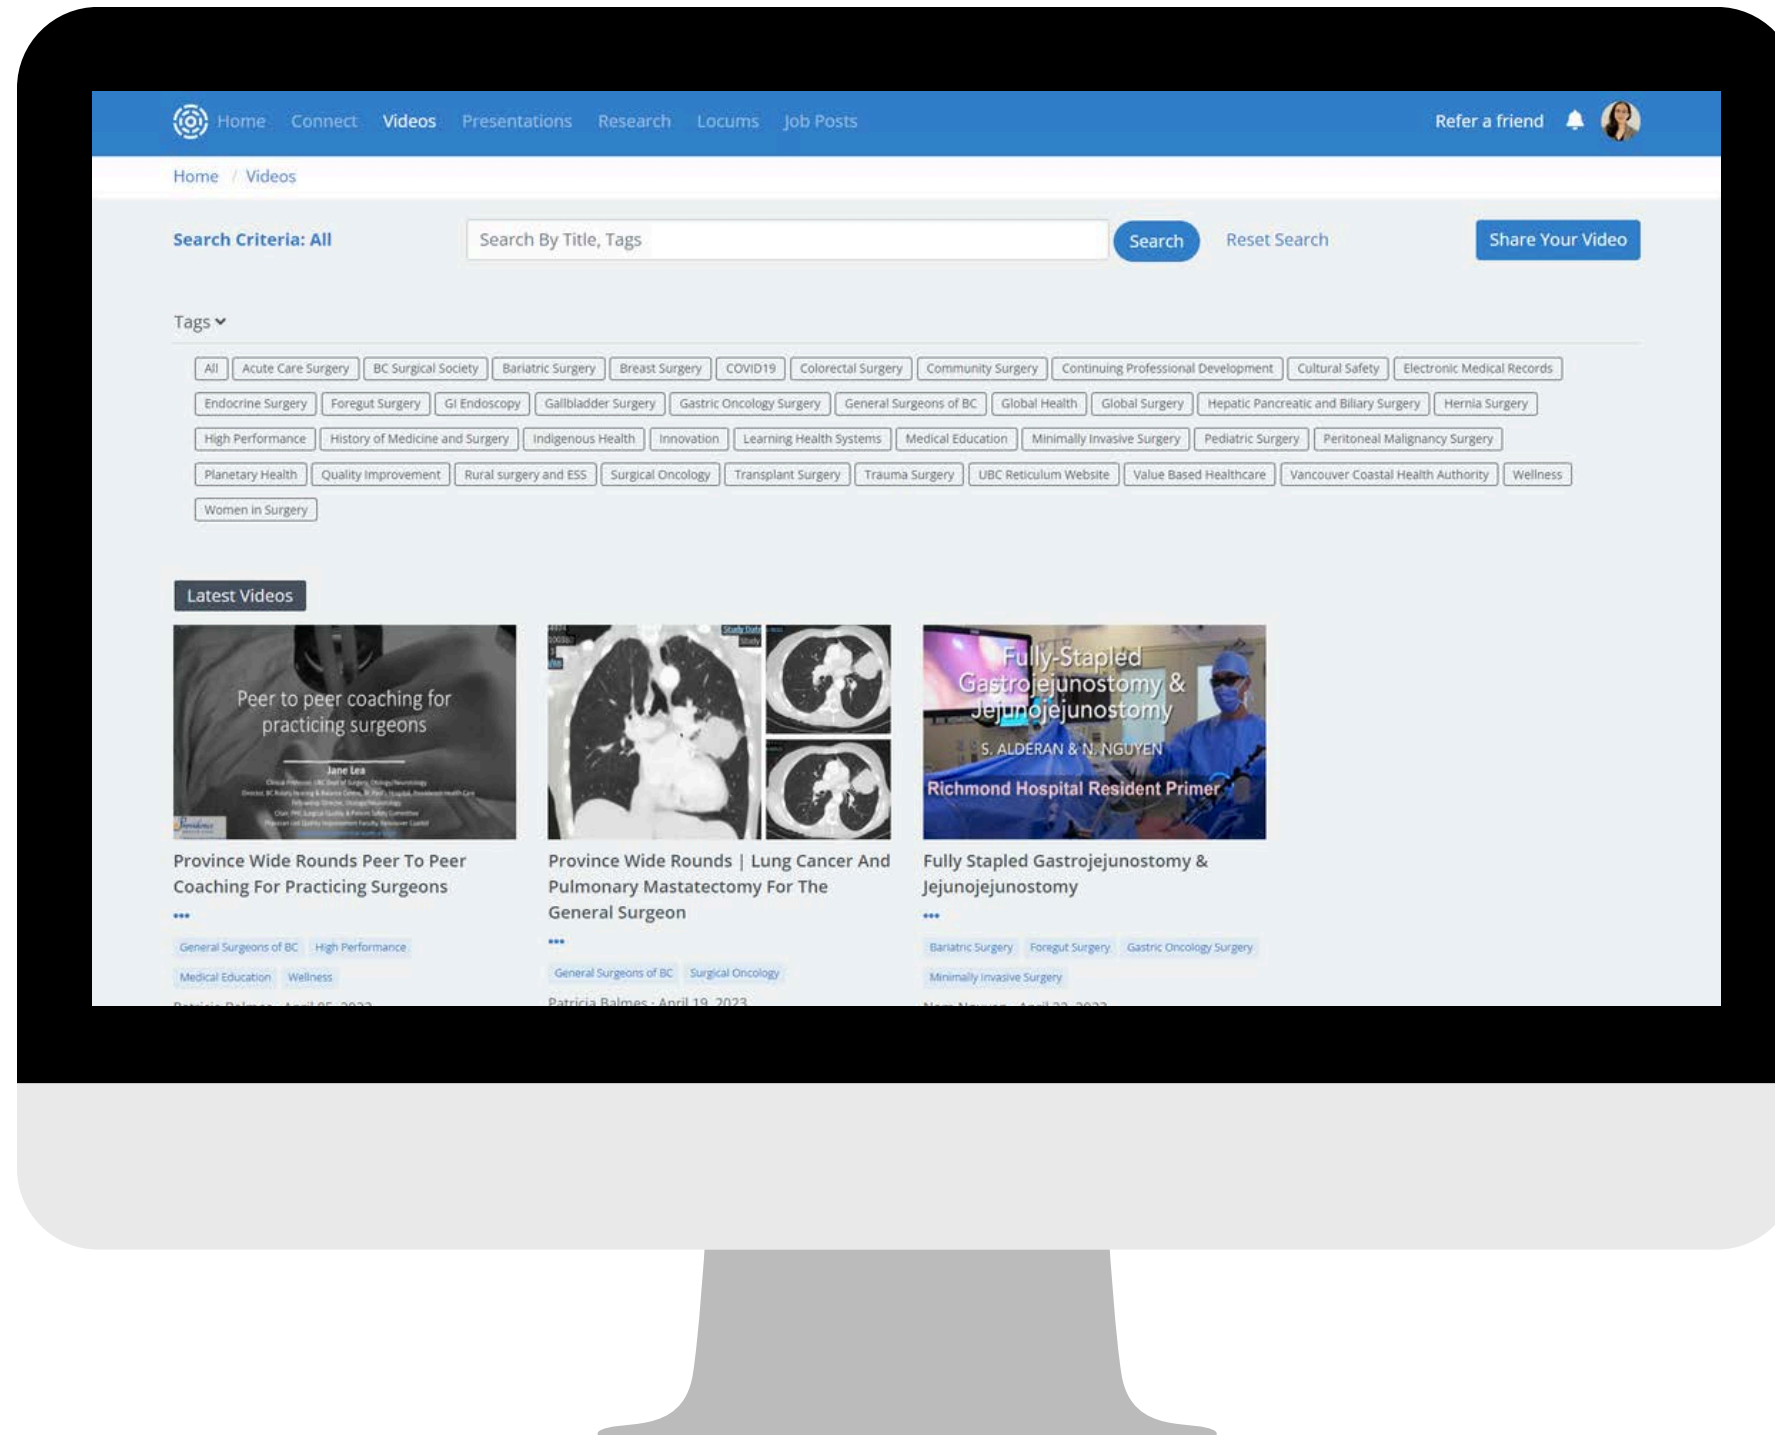 Home Connect Videos Presentations Research Locums Job Posts Refer a friend
Home / Videos
Search Criteria: All Search By Title, Tags Search Reset Search Share Your Video
Tags
All Acute Care Surgery BC Surgical Society Bariatric Surgery Breast Surgery COVID19 Colorectal Surgery Community Surgery Continuing Professional Development Cultural Safety Electronic Medical Records
Endocrine Surgery Foregut Surgery GI Endoscopy Gallbladder Surgery Gastric Oncology Surgery General Surgeons of BC Global Health Global Surgery Hepatic Pancreatic and Biliary Surgery Hernia Surgery
High Performance History of Medicine and Surgery Indigenous Health Innovation Learning Health Systems Medical Education Minimally Invasive Surgery Pediatric Surgery Peritoneal Malignancy Surgery
Planetary Health Quality Improvement Rural surgery and ESS Surgical Oncology Transplant Surgery Trauma Surgery UBC Reticulum Website Value Based Healthcare Vancouver Coastal Health Authority Wellness
Women in Surgery
Latest Videos
Peer to peer coaching for
practicing surgeons
Jane Lea
Providence
Province Wide Rounds Peer To Peer
Coaching For Practicing Surgeons
•••
General Surgeons of BC High Performance
Medical Education Wellness
Study Date
Study
Province Wide Rounds | Lung Cancer And
Pulmonary Mastatectomy For The
General Surgeon
•••
General Surgeons of BC Surgical Oncology
Patricia Balmes · April 19, 2023
Fully-Stapled
Gastrojejunostomy &
Jejunojejunostomy
S. ALDERAN & N. NGUYEN
Richmond Hospital Resident Primer
Fully Stapled Gastrojejunostomy &
Jejunojejunostomy
•••
Bariatric Surgery Foregut Surgery Gastric Oncology Surgery
Minimally Invasive Surgery